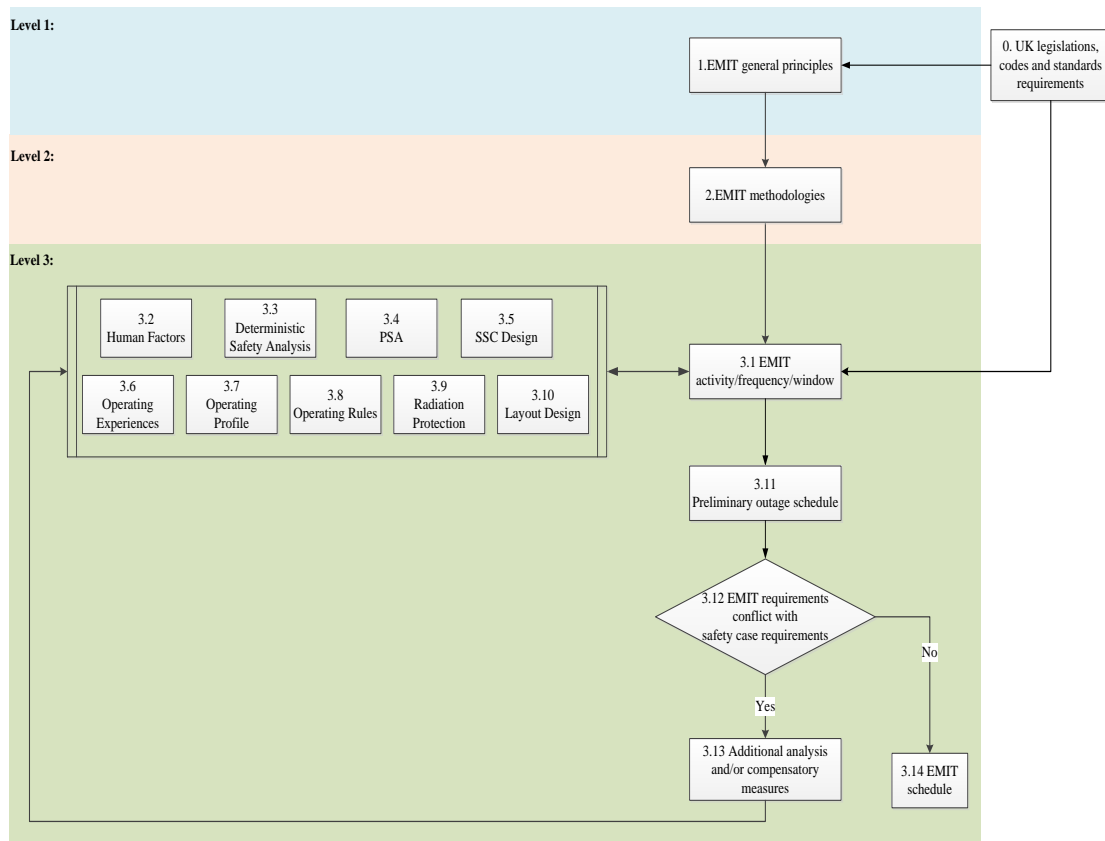 Level 1:
1.EMIT general principles
0. UK legislations,
codes and standards
requirements
Level 2:
2.EMIT methodologies
Level 3:
3.2
Human Factors
3.3
Deterministic
Safety Analysis
3.4
PSA
3.5
SSC Design
3.6
Operating
Experiences
3.7
Operating
Profile
3.8
Operating Rules
3.9
Radiation
Protection
3.10
Layout Design
3.1 EMIT
activity/frequency/window
3.11
Preliminary outage schedule
3.12 EMIT requirements
conflict with
safety case requirements
No
Yes
3.13 Additional analysis
and/or compensatory
measures
3.14 EMIT
schedule